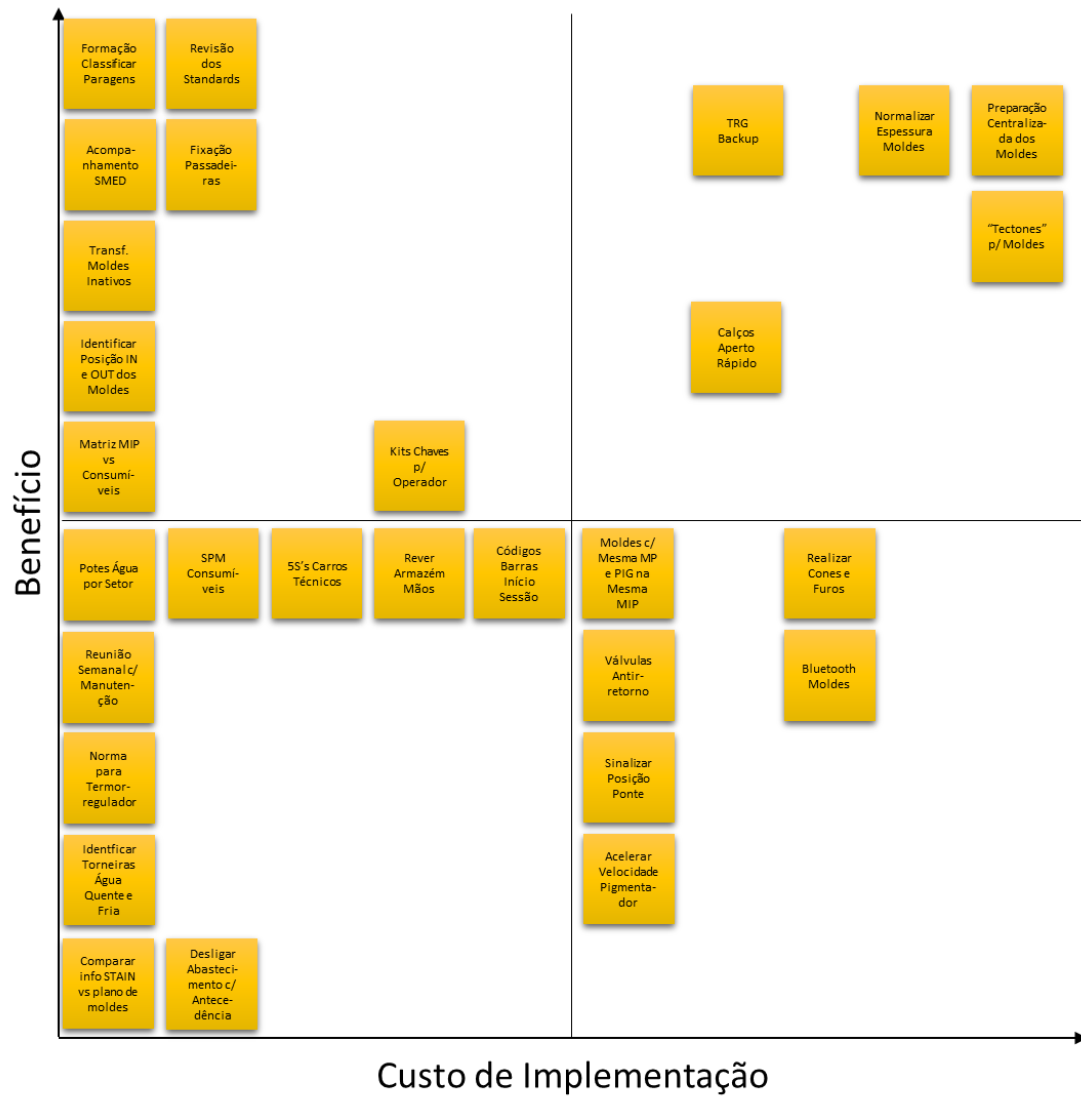 Formação
Classificar
Paragens
Revisão
dos
Standards
TRG
Backup
Normalizar
Espessura
Moldes
Preparação
Centraliza-
da dos
Moldes
Acompa-
nhamento
SMED
Fixação
Passadei-
ras
"Tectones"
p/ Moldes
Transf.
Moldes
Inativos
Calços
Aperto
Rápido
Identificar
Posição IN
e OUT dos
Moldes
Matriz MIP
vs
Consumí-
veis
Kits Chaves
p/
Operador
Benefício
Potes Água
por Setor
SPM
Consumí-
veis
5S's Carros
Técnicos
Rever
Armazém
Mãos
Códigos
Barras
Início
Sessão
Moldes c/
Mesma MP
e PIG na
Mesma
MIP
Realizar
Cones e
Furos
Reunião
Semanal c/
Manuten-
ção
Válvulas
Antir-
retorno
Bluetooth
Moldes
Norma
para
Termor-
regulador
Sinalizar
Posição
Ponte
Identficar
Torneiras
Água
Quente e
Fria
Acelerar
Velocidade
Pigmenta-
dor
Comparar
info STAIN
vs plano de
moldes
Desligar
Abasteci-
mento c/
Antece-
dência
Custo de Implementação